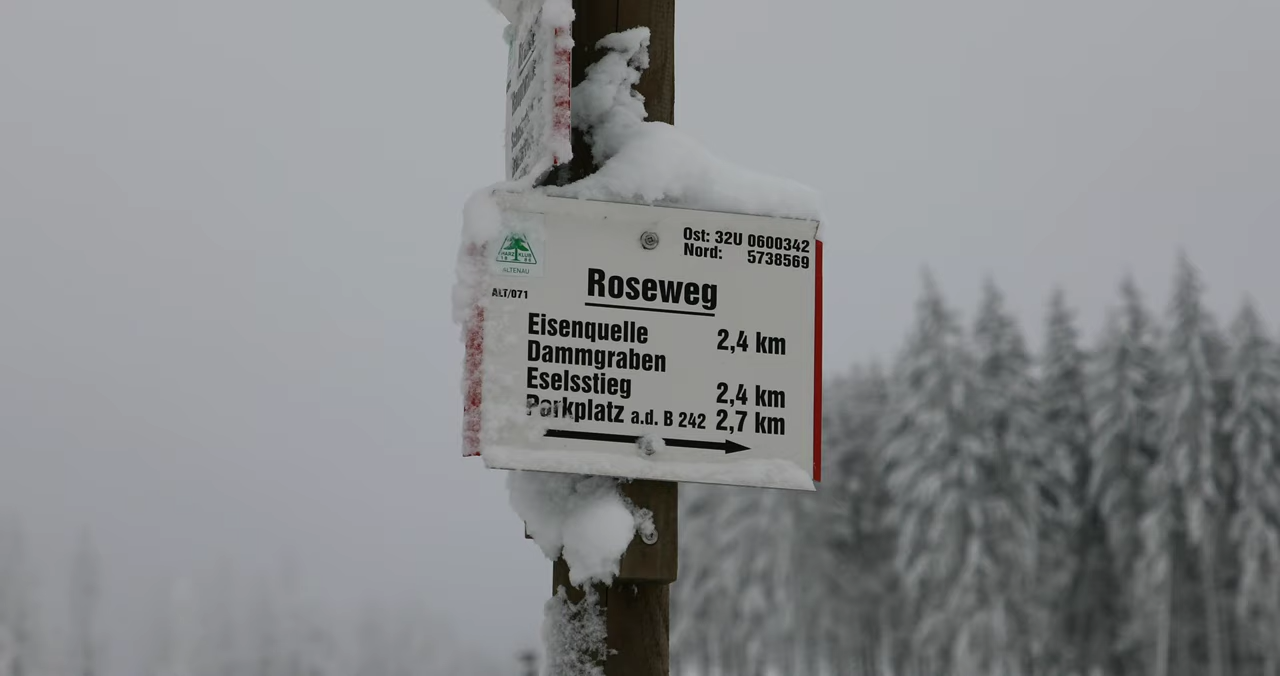 Ost: 32U 0600342
Nord: 5738569
HARZKLUB
ALTENAU
ALT/071
Roseweg
Eisenquelle 2,4 km
Dammgraben
Eselsstieg 2,4 km
Parkplatz a.d. B 242 2,7 km